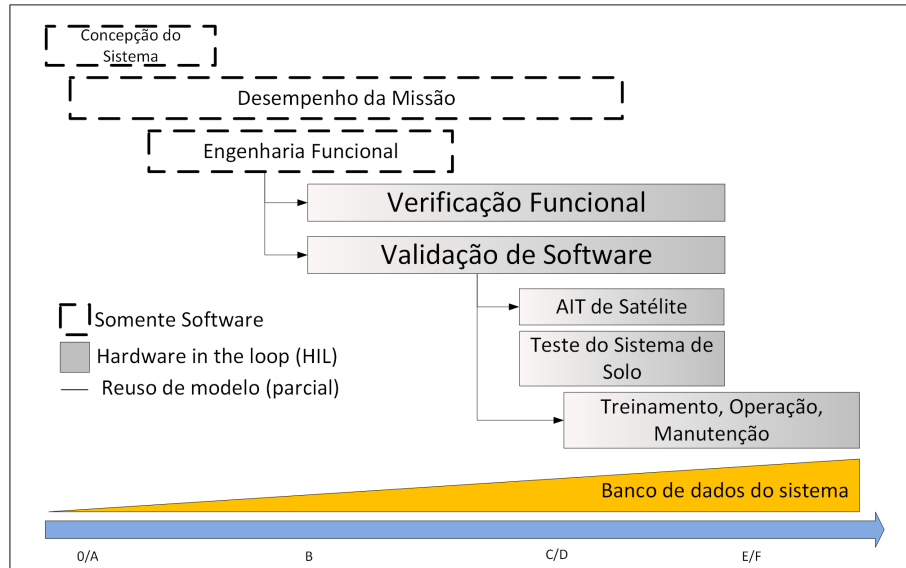 Concepção do
Sistema
Desempenho da Missão
Engenharia Funcional
Verificação Funcional
Validação de Software
AIT de Satélite
Teste do Sistema de
Solo
Treinamento, Operação,
Manutenção
Somente Software
Hardware in the loop (HIL)
Reuso de modelo (parcial)
Banco de dados do sistema
0/A
B
C/D
E/F